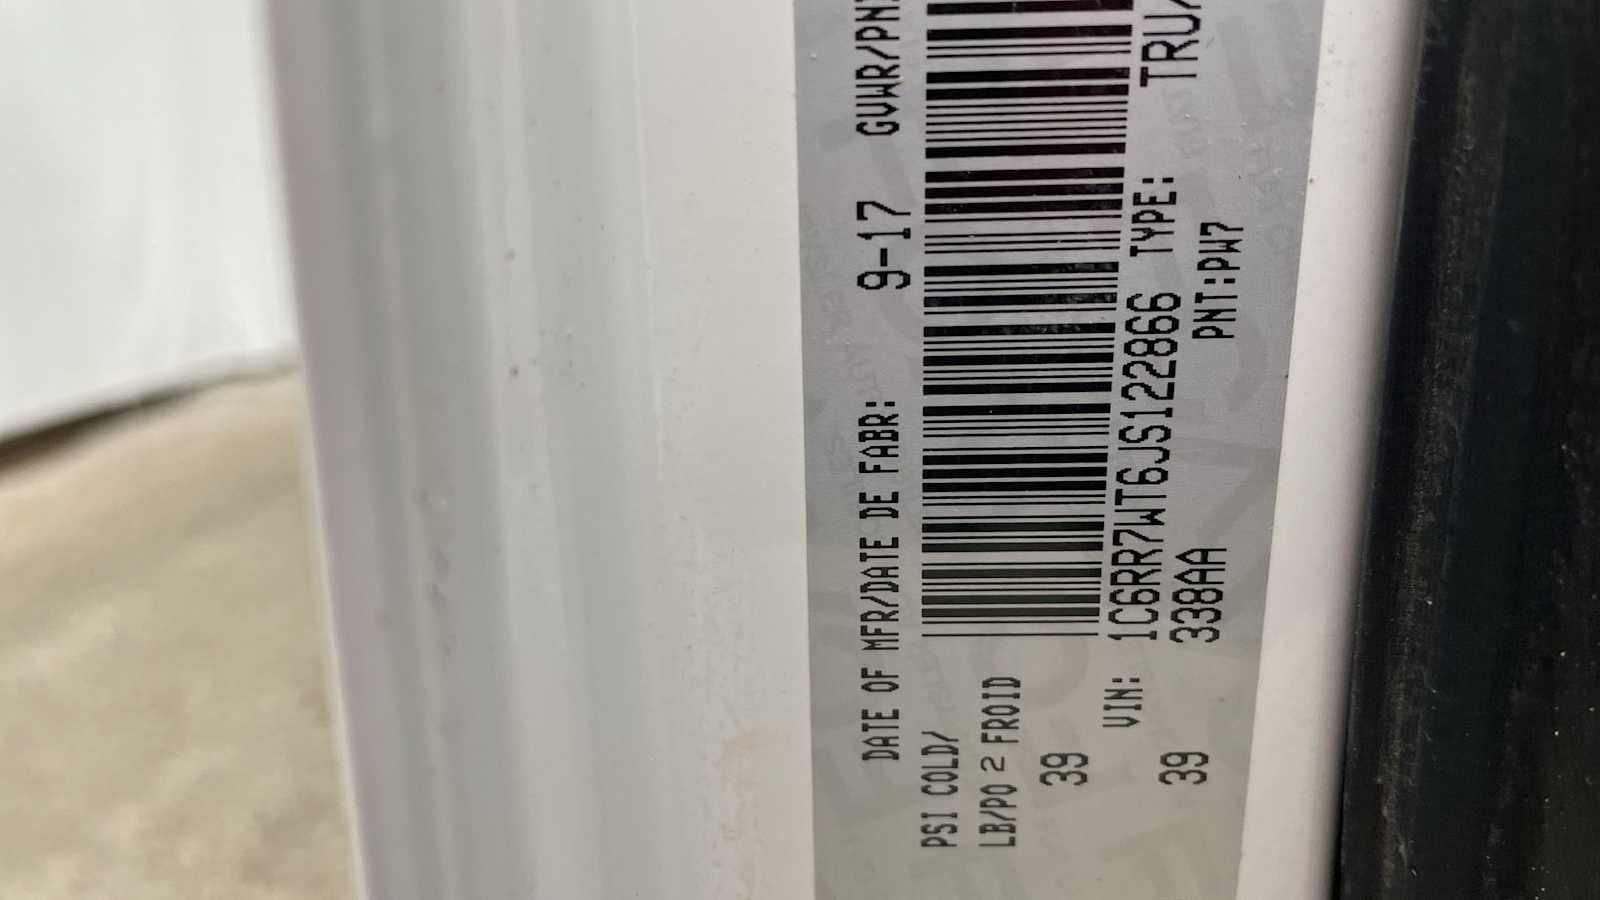 DATE OF MFR/DATE DE FABR: 9-17 GVWR/PN
PSI COLD/
LB/PO 2 FROID
39
VIN: 1C6RR7WT6JS122866 TYPE: TRU
39 338AA PNT:PW7